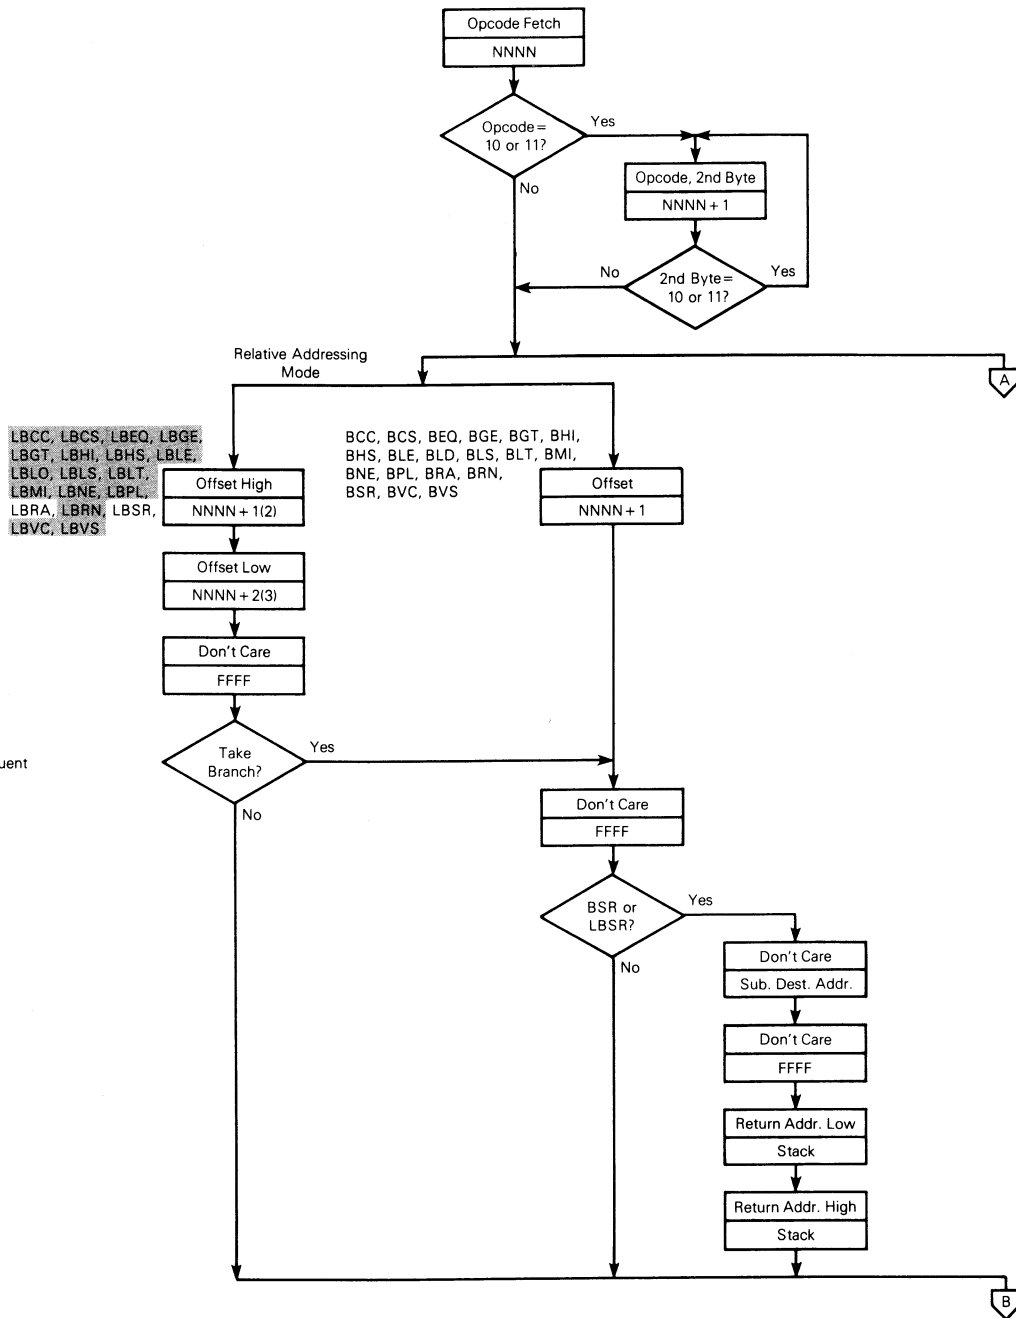 Opcode Fetch
NNNN
Opcode=
10 or 11?
Yes
No
Opcode, 2nd Byte
NNNN + 1
2nd Byte=
10 or 11?
No
Yes
Relative Addressing
Mode
A
LBCC, LBCS, LBEQ, LBGE,
LBGT, LBHI, LBHS, LBLE,
LBLO, LBLS, LBLT,
LBMI, LBNE, LBPL,
LBRA, LBRN, LBSR,
LBVC, LBVS
BCC, BCS, BEQ, BGE, BGT, BHI,
BHS, BLE, BLD, BLS, BLT, BMI,
BNE, BPL, BRA, BRN,
BSR, BVC, BVS
Offset High
NNNN + 1(2)
Offset
NNNN + 1
Offset Low
NNNN + 2(3)
Don't Care
FFFF
Take
Branch?
Yes
No
uent
Don't Care
FFFF
BSR or
LBSR?
Yes
No
Don't Care
Sub. Dest. Addr.
Don't Care
FFFF
Return Addr. Low
Stack
Return Addr. High
Stack
B